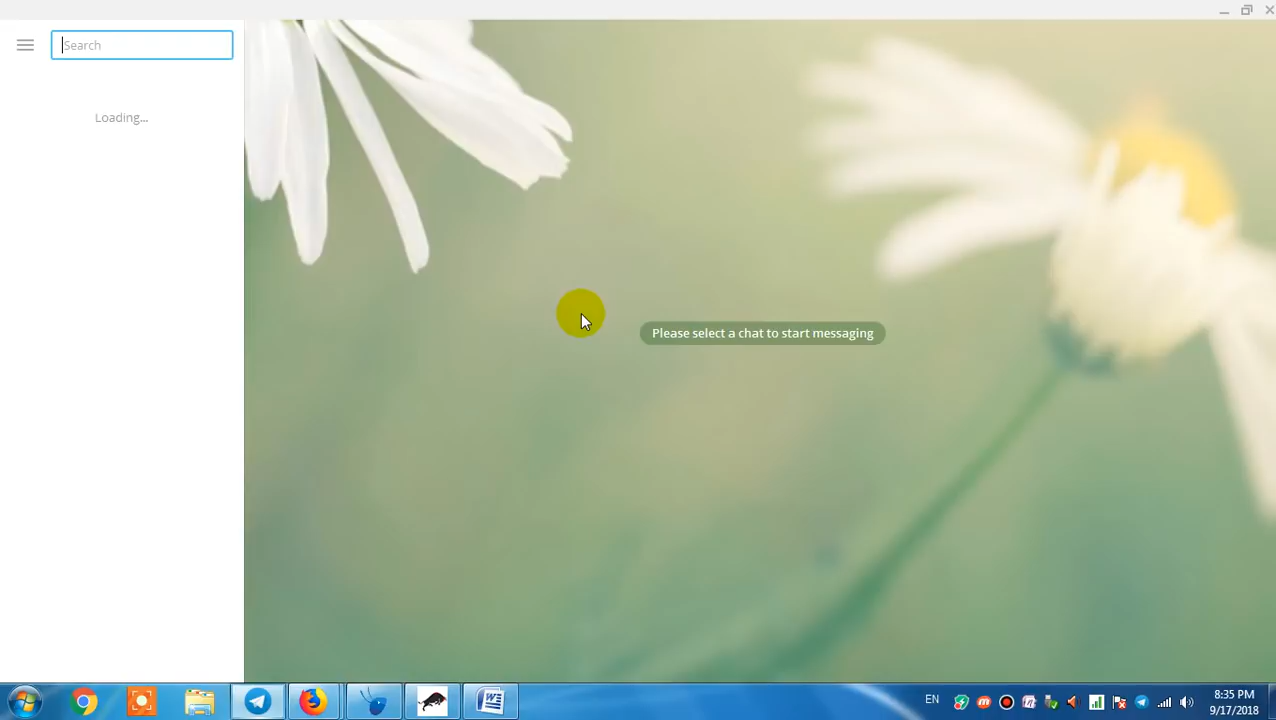 Search
Loading...
Please select a chat to start messaging
EN
8:35 PM
9/17/2018